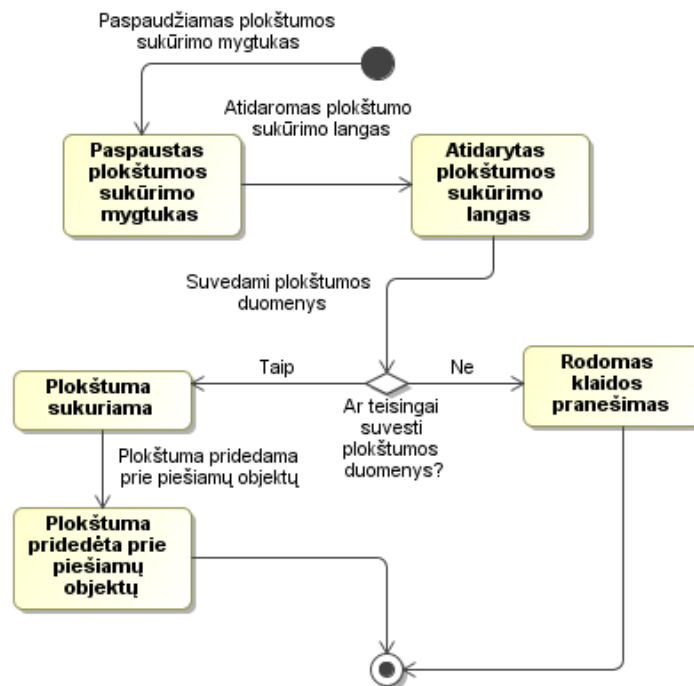 Paspaudžiamas plokštumos
sukūrimo mygtukas
Atidaromas plokštumo
sukūrimo langas
Paspaustas
plokštumos
sukūrimo
mygtukas
Atidarytas
plokštumos
sukūrimo
langas
Suvedami plokštumos
duomenys
Taip
Ne
Plokštuma
sukuriama
Ar teisingai
suvesti
plokštumos
duomenys?
Rodomas
klaidos
pranešimas
Plokštuma pridedama
prie piešiamų objektų
Plokštuma
pridedėta prie
piešiamų
objektų